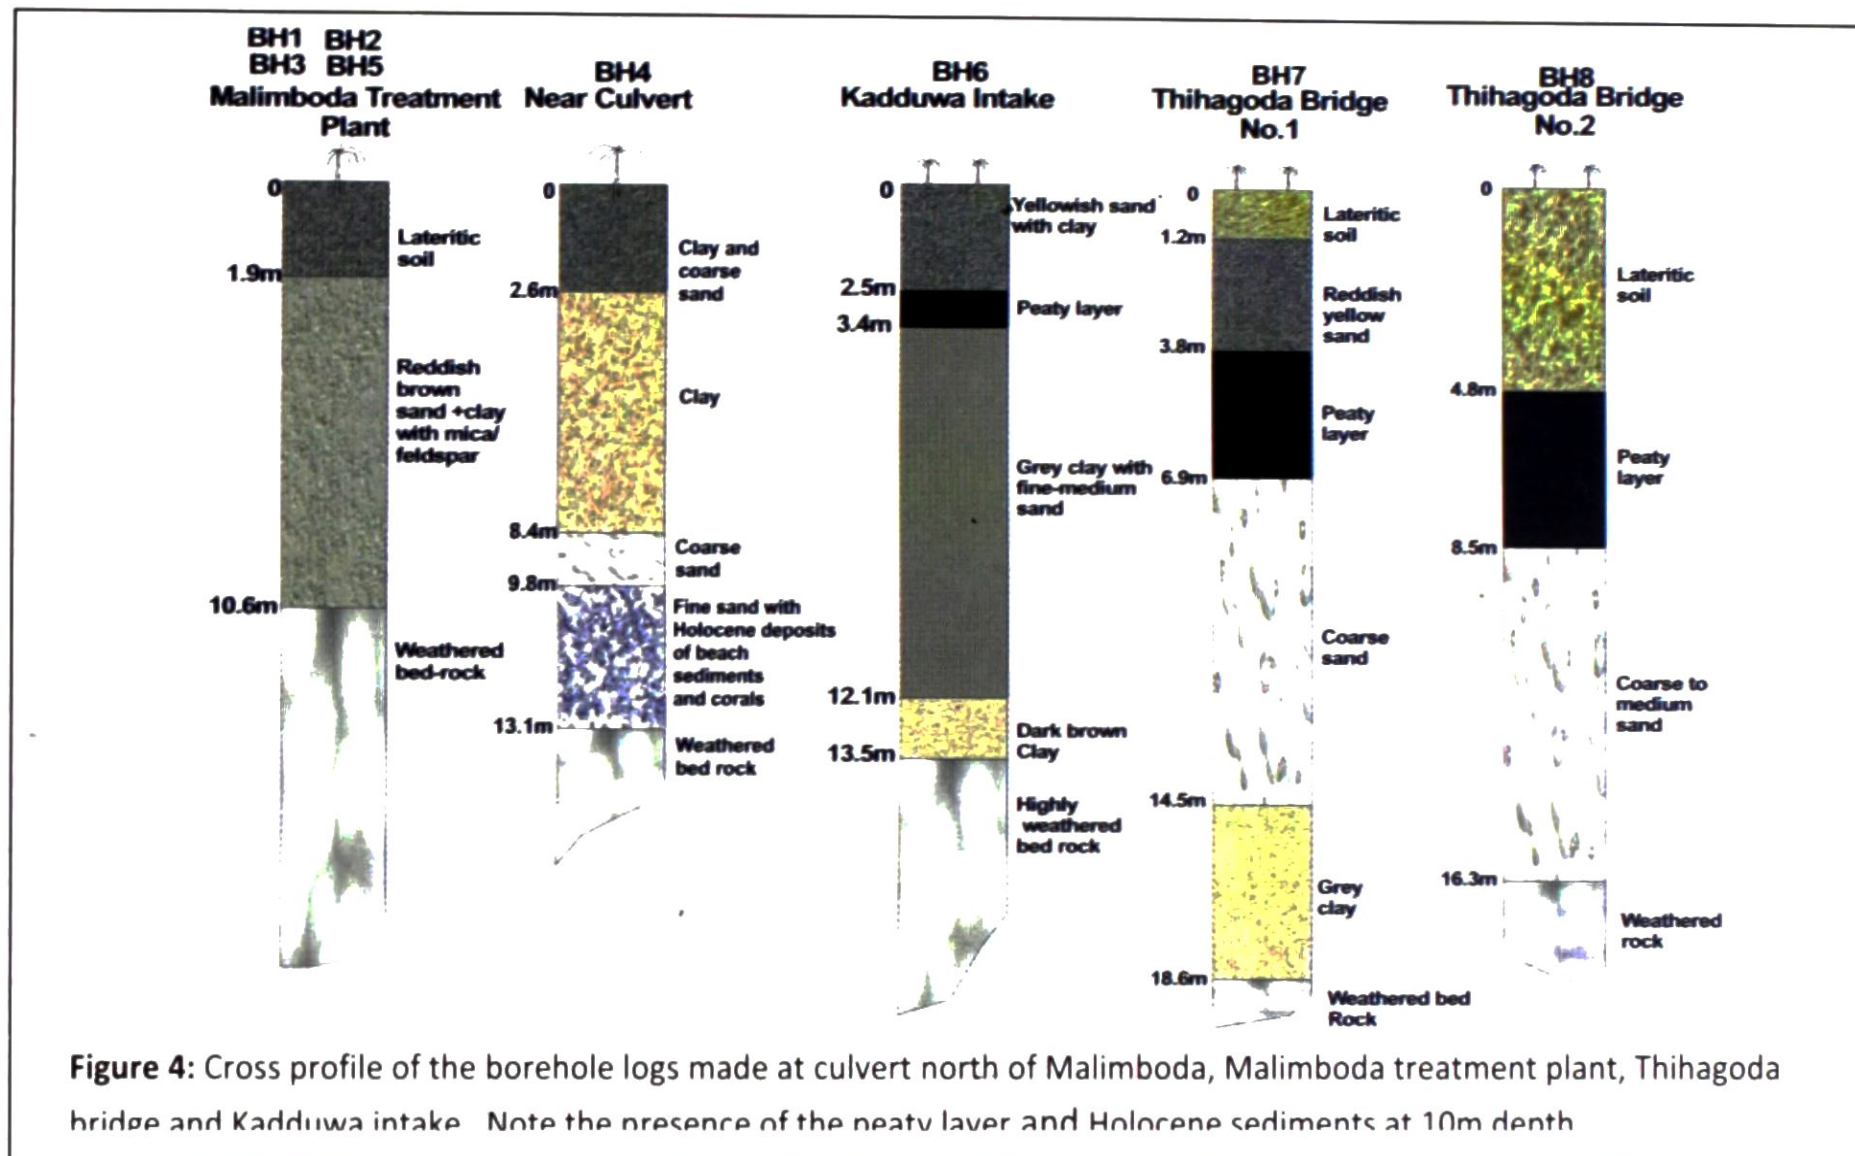 BH1 BH2
BH3 BH5
Malimboda Treatment
Plant
0
Lateritic
soil
1.9m
Reddish
brown
sand +clay
with mica/
feldspar
10.6m
Weathered
bed-rock
BH4
Near Culvert
0
Clay and
coarse
sand
2.6m
Clay
8.4m
Coarse
sand
9.8m
Fine sand with
Holocene deposits
of beach
sediments
and corals
13.1m
Weathered
bed rock
BH6
Kadduwa Intake
0
Yellowish sand
with clay
2.5m
Peaty layer
3.4m
Grey clay with
fine-medium
sand
12.1m
Dark brown
Clay
13.5m
Highly
weathered
bed rock
BH7
Thihagoda Bridge
No.1
0
Lateritic
soil
1.2m
Reddish
yellow
sand
3.8m
Peaty
layer
6.9m
Coarse
sand
14.5m
Grey
clay
18.6m
Weathered bed
Rock
BH8
Thihagoda Bridge
No.2
0
Lateritic
soil
4.8m
Peaty
layer
8.5m
Coarse to
medium
sand
16.3m
Weathered
rock
Figure 4: Cross profile of the borehole logs made at culvert north of Malimboda, Malimboda treatment plant, Thihagoda
bridge and Kadduwa intake   Note the presence of the peaty layer and Holocene sediments at 10m depth